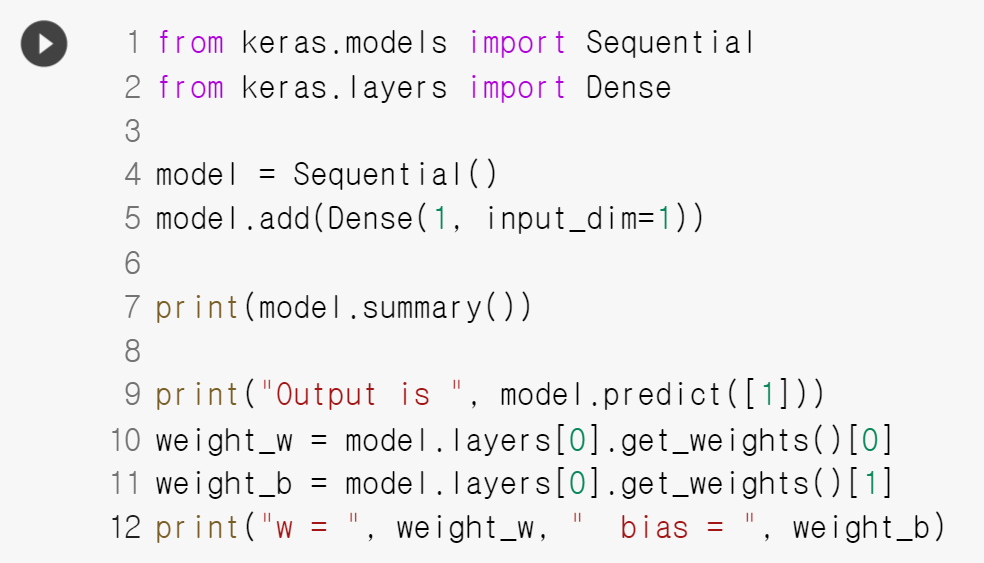 1 from keras.models import Sequential
2 from keras.layers import Dense
3
4 model = Sequential()
5 model.add(Dense(1, input_dim=1))
6
7 print(model.summary())
8
9 print("Output is ", model.predict([1]))
10 weight_w = model.layers[0].get_weights()[0]
11 weight_b = model.layers[0].get_weights()[1]
12 print("w = ", weight_w, "  bias = ", weight_b)